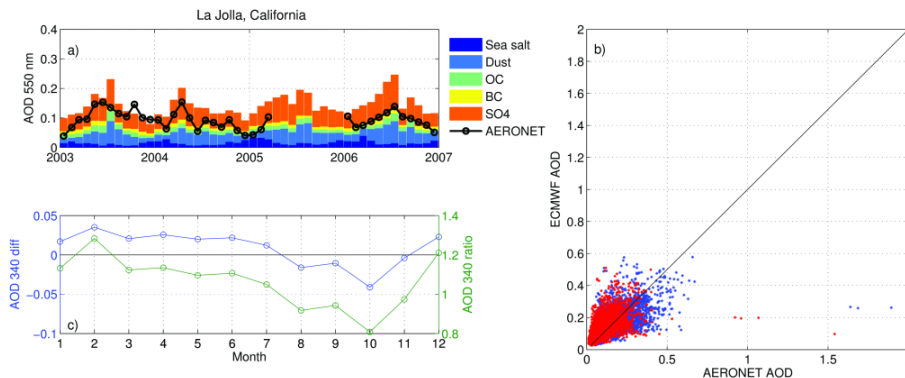 La Jolla, California
a)
AOD 550 nm
0.4
0.3
0.2
0.1
0
2003 2004 2005 2006 2007
Sea salt
Dust
OC
BC
SO4
AERONET
c)
AOD 340 diff
0.05
0
−0.05
−0.1
AOD 340 ratio
1.4
1.2
1
0.8
1 2 3 4 5 6 7 8 9 10 11 12
Month
b)
ECMWF AOD
2
1.8
1.6
1.4
1.2
1
0.8
0.6
0.4
0.2
0
0 0.5 1 1.5
AERONET AOD